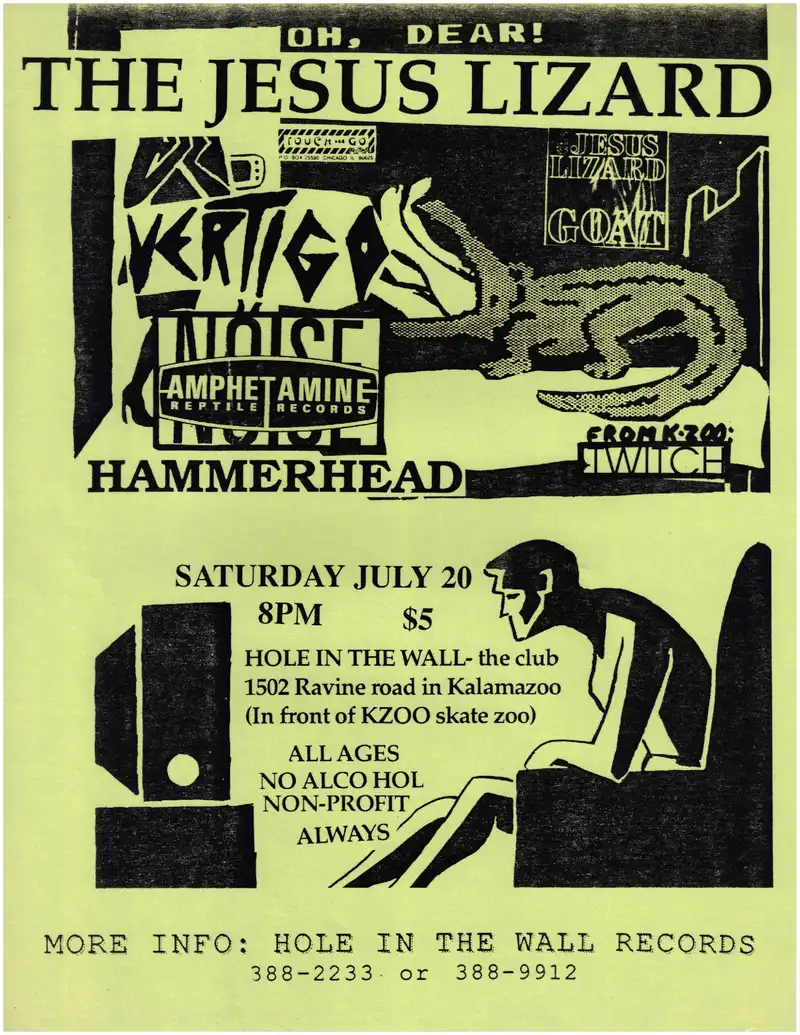 OH, DEAR!
THE JESUS LIZARD
TOUCH AND GO
P.O. BOX 25520 CHICAGO IL 60625
JESUS
LIZARD
GOAT
VERTIGO
NÖISE
AMPHETAMINE
REPTILE RECORDS
NOISE
FROM K-ZOO:
TWITCH
HAMMERHEAD
SATURDAY JULY 20
8PM $5
HOLE IN THE WALL- the club
1502 Ravine road in Kalamazoo
(In front of KZOO skate zoo)
ALL AGES
NO ALCO HOL
NON-PROFIT
ALWAYS
MORE INFO: HOLE IN THE WALL RECORDS
388-2233 or 388-9912